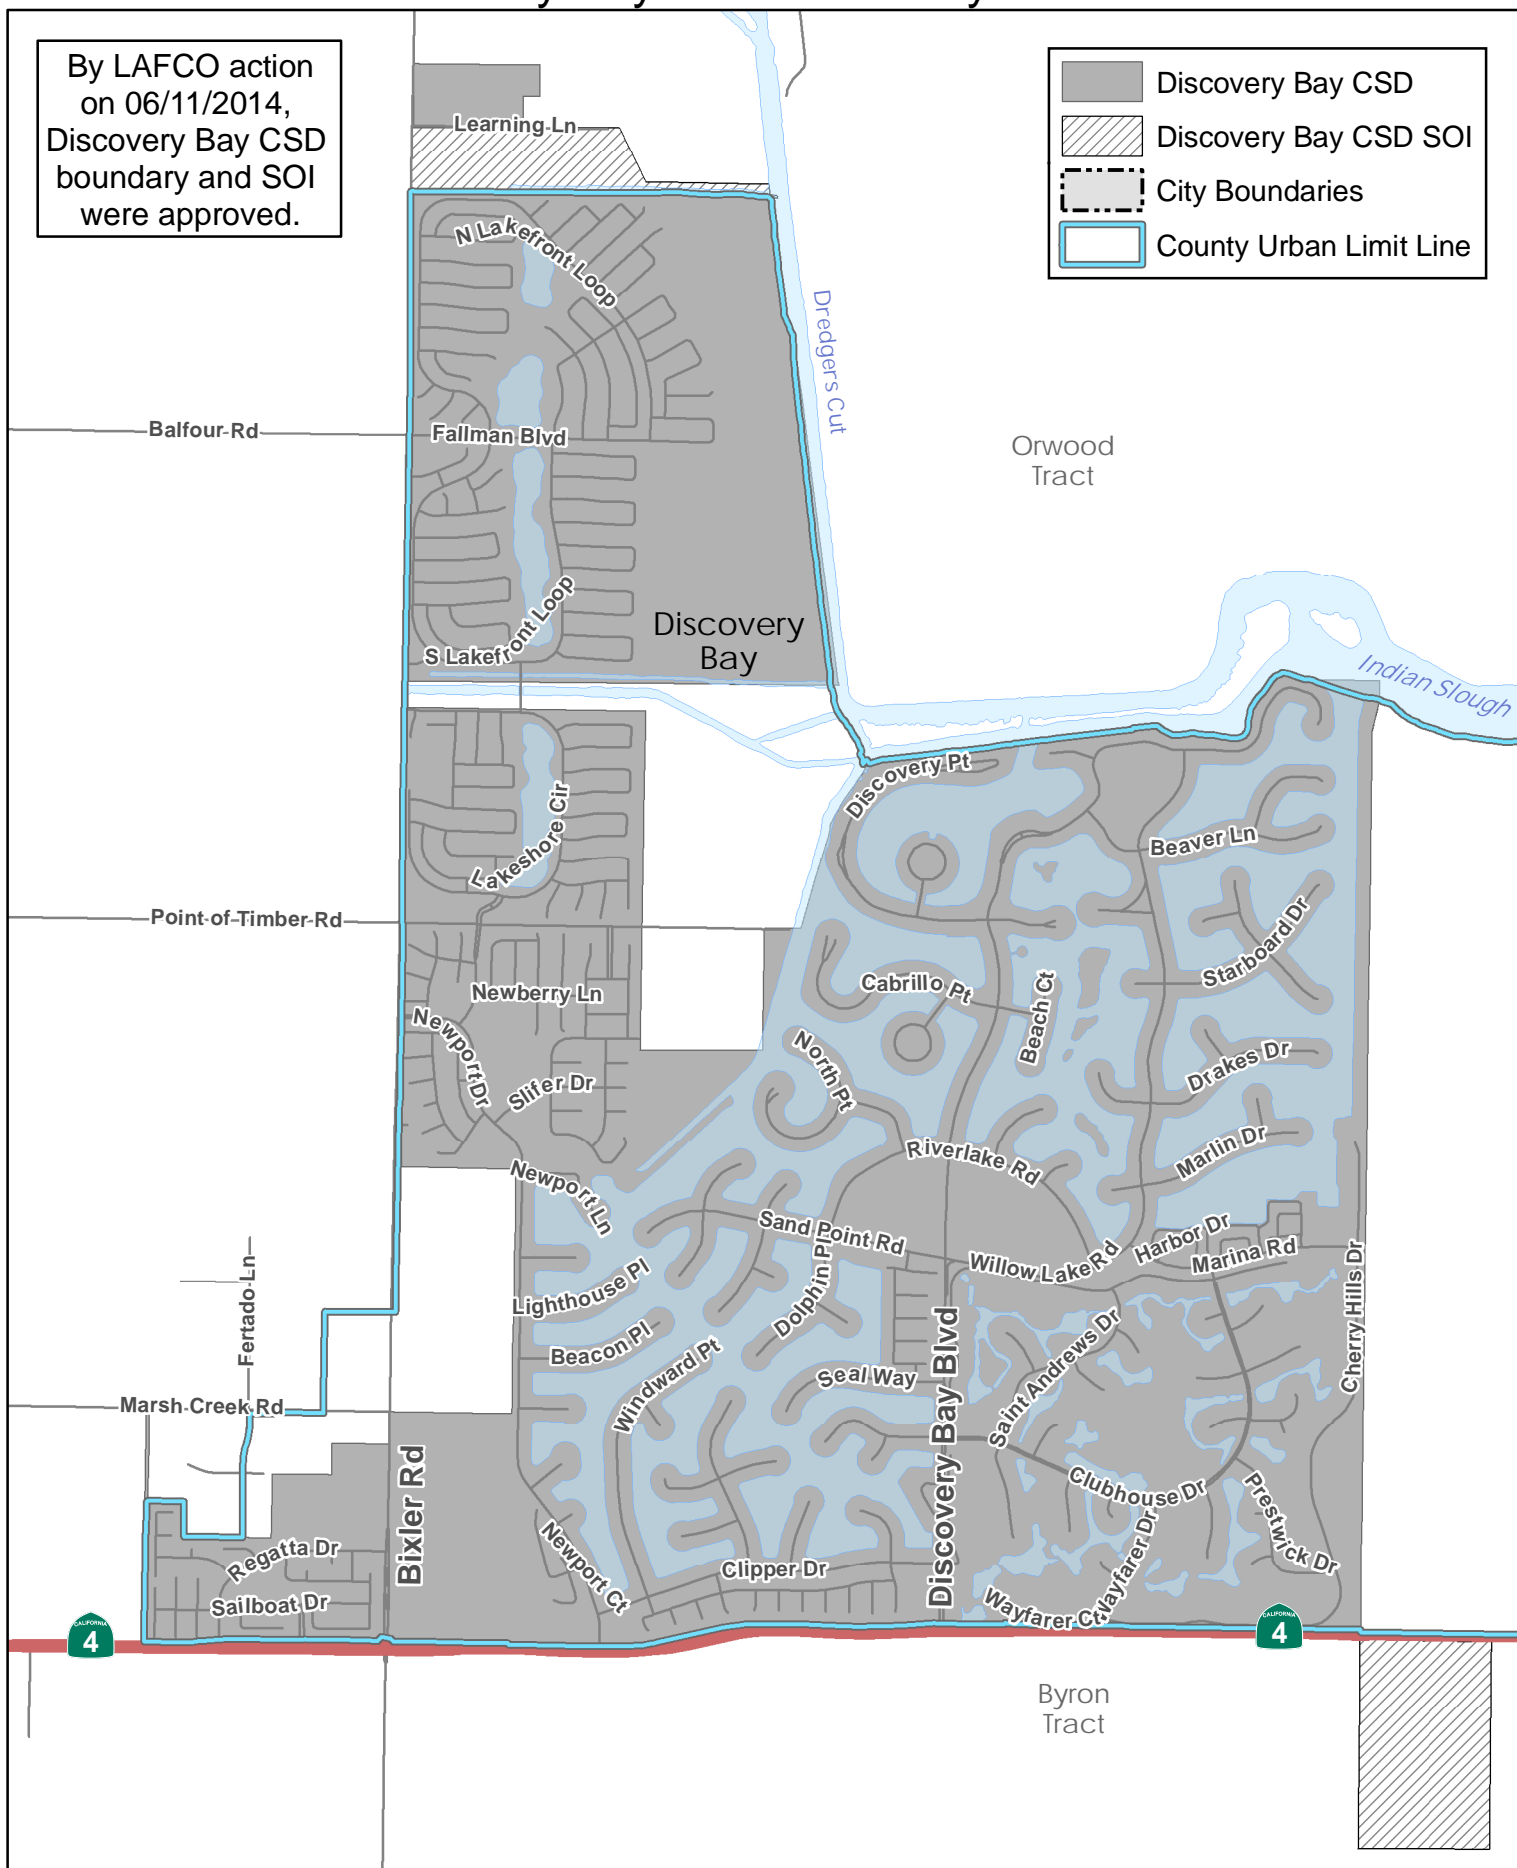 By LAFCO action
on 06/11/2014,
Discovery Bay CSD
boundary and SOI
were approved.
Discovery Bay CSD
Discovery Bay CSD SOI
City Boundaries
County Urban Limit Line
Learning Ln
N Lakefront Loop
Dredgers Cut
Balfour Rd
Fallman Blvd
Orwood
Tract
S Lakefront Loop
Discovery
Bay
Indian Slough
Discovery Pt
Lakeshore Cir
Beaver Ln
Point of Timber Rd
Starboard Dr
Cabrillo Pt
Newberry Ln
Beach Ct
Newport Dr
North Pt
Slifer Dr
Drakes Dr
Marlin Dr
Riverlake Rd
Newport Ln
Sand Point Rd
Harbor Dr
Willow Lake Rd
Marina Rd
Fertado Ln
Lighthouse Pl
Dolphin Pl
Cherry Hills Dr
Beacon Pl
Windward Pt
Saint Andrews Dr
Seal Way
Marsh Creek Rd
Discovery Bay Blvd
Bixler Rd
Clubhouse Dr
Prestwick Dr
Regatta Dr
Newport Ct
Clipper Dr
Wayfarer Dr
Sailboat Dr
Wayfarer Ct
CALIFORNIA
4
CALIFORNIA
4
Byron
Tract